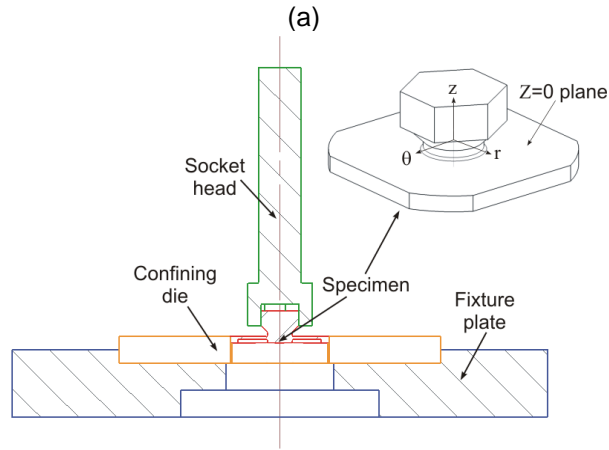 (a)
z
Z=0 plane
θ
r
Socket
head
Confining
die
Specimen
Fixture
plate